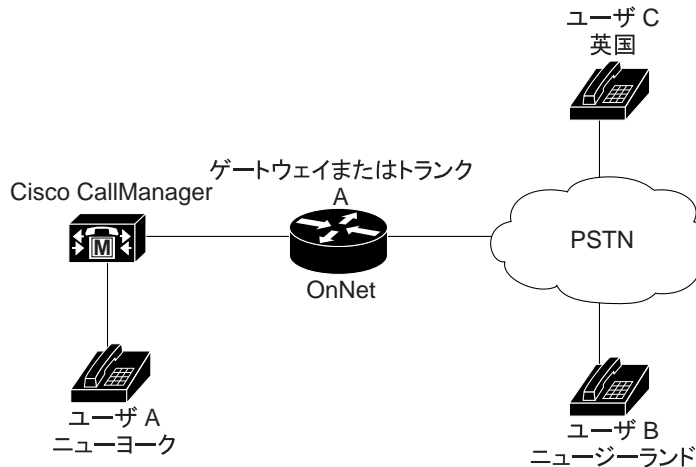 ユーザ C
英国
ゲートウェイまたはトランク
A
Cisco CallManager
M
PSTN
OnNet
ユーザ A
ニューヨーク
ユーザ B
ニュージーランド